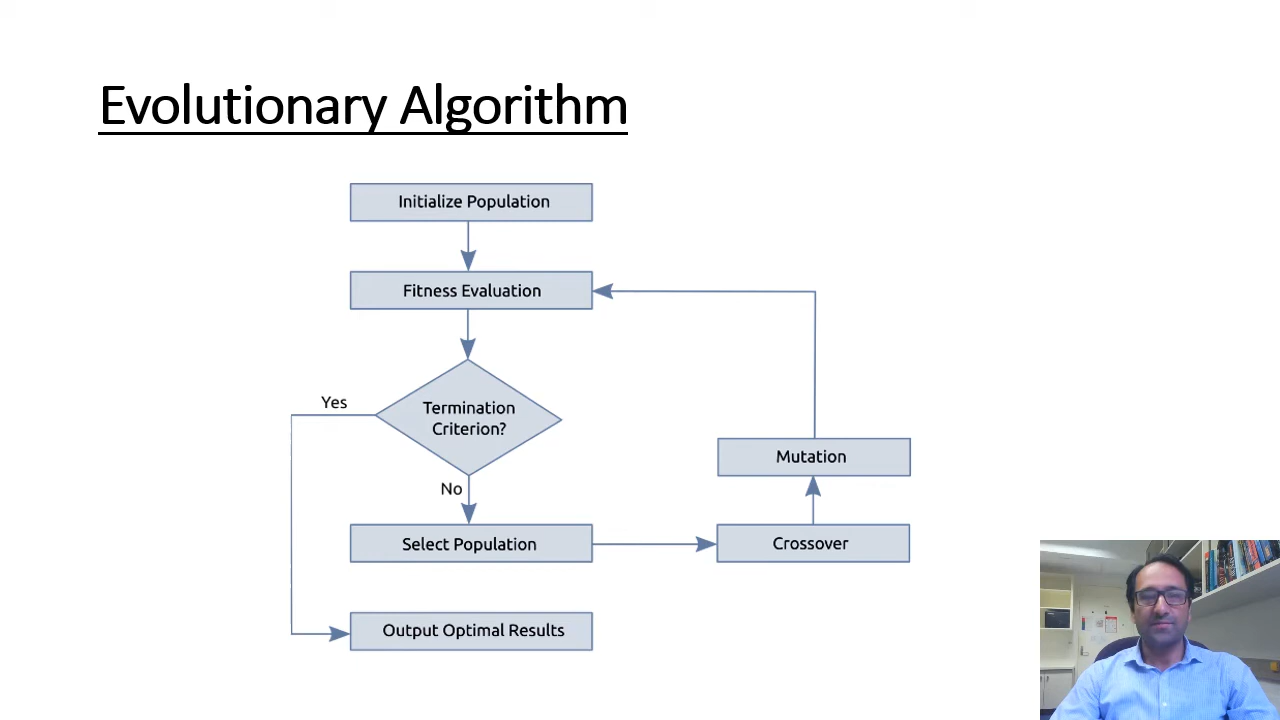 Evolutionary Algorithm
Initialize Population
Fitness Evaluation
Yes
Termination
Criterion?
No
Mutation
Select Population
Crossover
Output Optimal Results